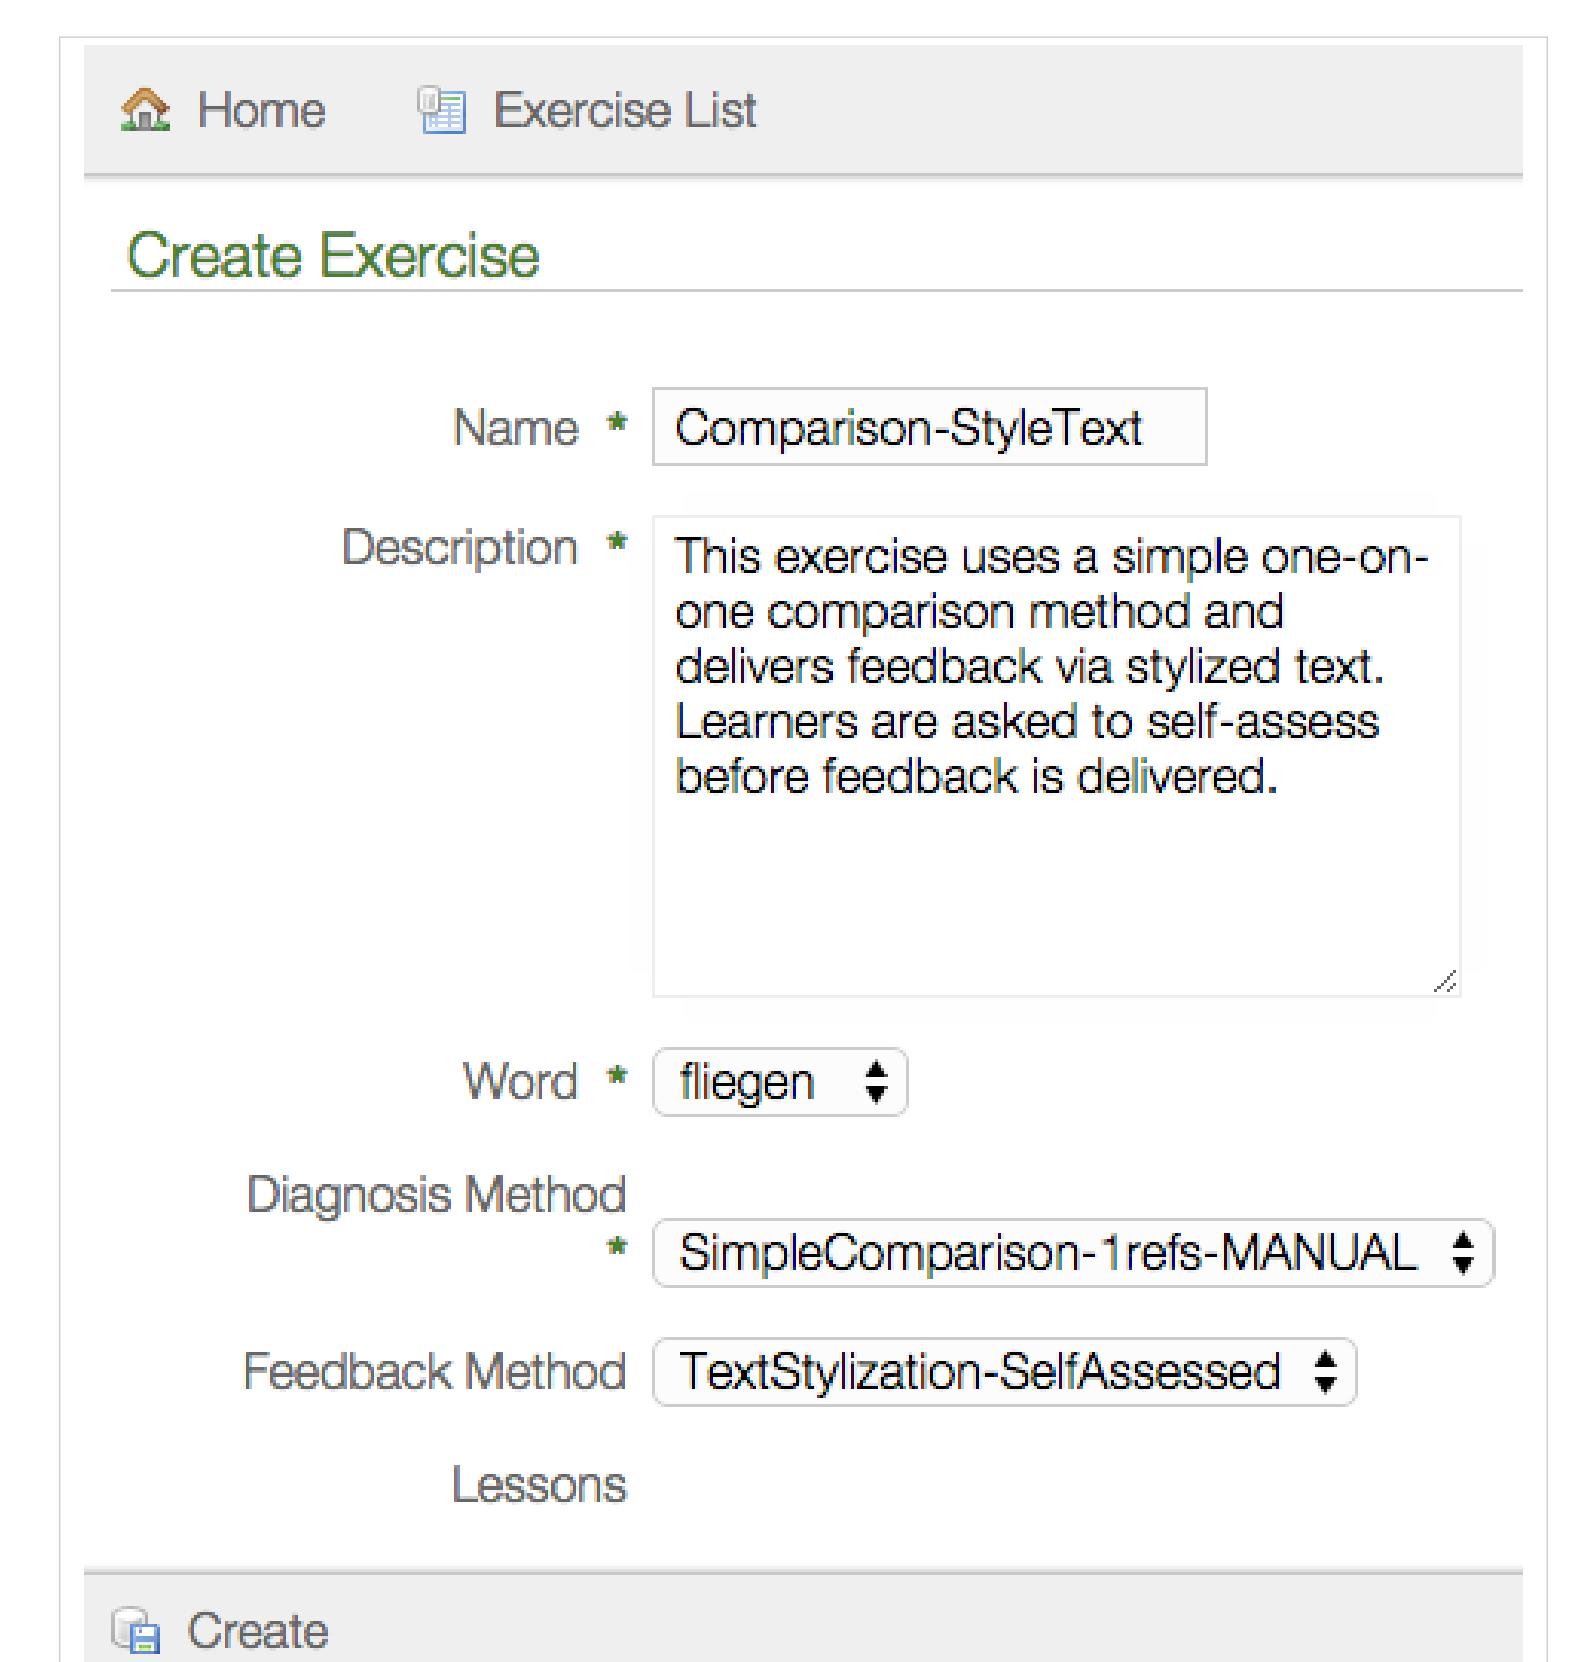 Home Exercise List
Create Exercise
Name * Comparison-StyleText
Description * This exercise uses a simple one-on-
one comparison method and
delivers feedback via stylized text.
Learners are asked to self-assess
before feedback is delivered.
Word * fliegen
Diagnosis Method
* SimpleComparison-1refs-MANUAL
Feedback Method TextStylization-SelfAssessed
Lessons
Create